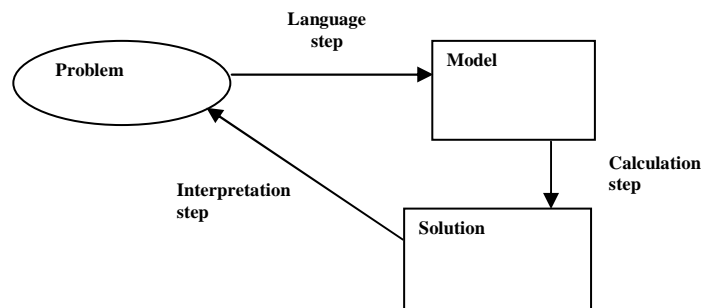 Language
step
Problem
Model
Calculation
step
Interpretation
step
Solution